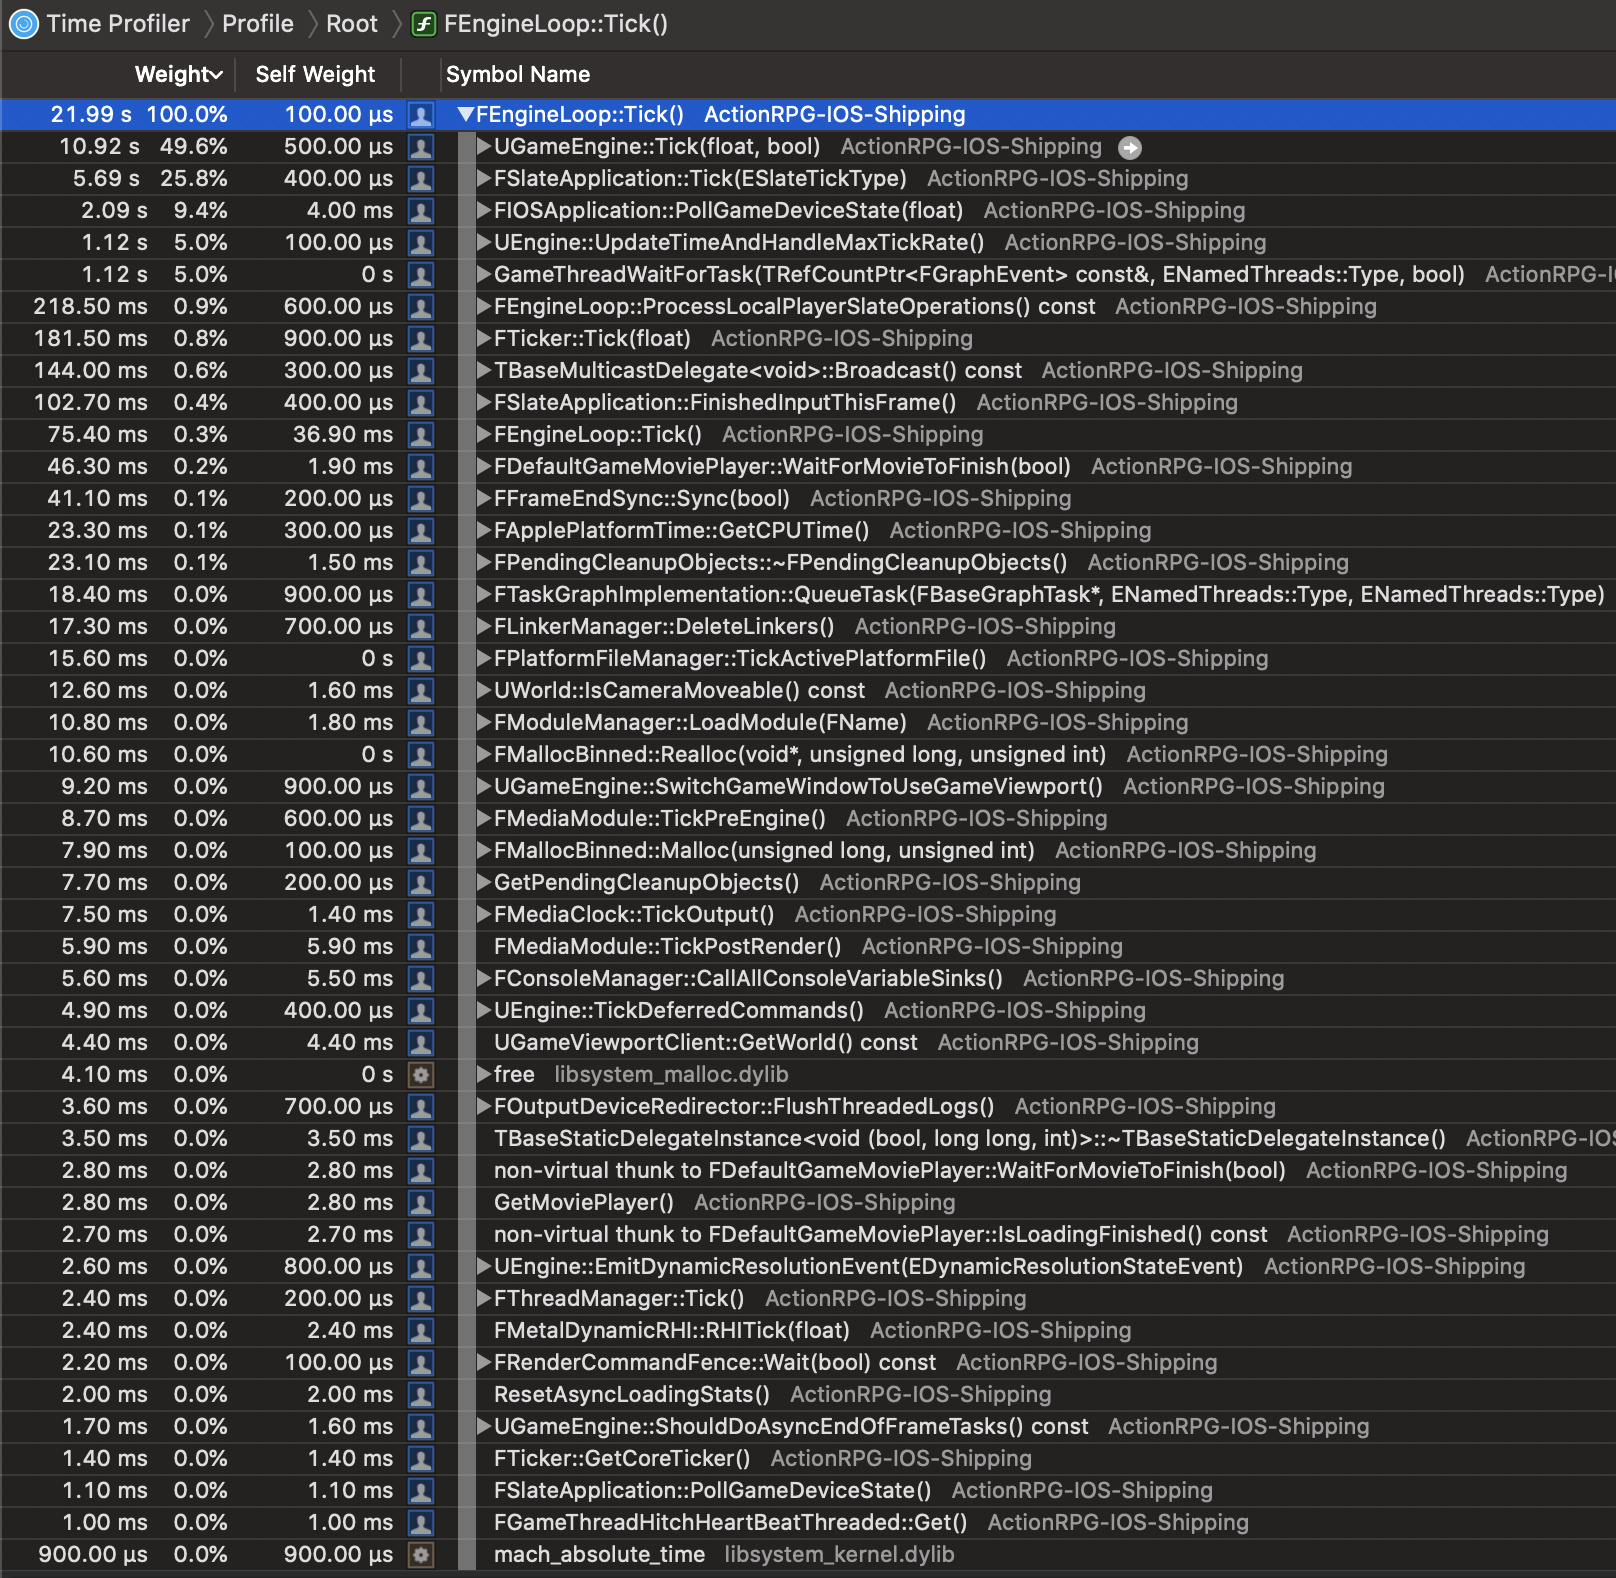 Time Profiler Profile Root FEngineLoop::Tick()
Weight Self Weight Symbol Name
21.99 s 100.0% 100.00 µs FEngineLoop::Tick() ActionRPG-IOS-Shipping
10.92 s 49.6% 500.00 µs UGameEngine::Tick(float, bool) ActionRPG-IOS-Shipping
5.69 s 25.8% 400.00 µs FSlateApplication::Tick(ESlateTickType) ActionRPG-IOS-Shipping
2.09 s 9.4% 4.00 ms FIOSApplication::PollGameDeviceState(float) ActionRPG-IOS-Shipping
1.12 s 5.0% 100.00 µs UEngine::UpdateTimeAndHandleMaxTickRate() ActionRPG-IOS-Shipping
1.12 s 5.0% 0 s GameThreadWaitForTask(TRefCountPtr<FGraphEvent> const&, ENamedThreads::Type, bool) ActionRPG-I
218.50 ms 0.9% 600.00 µs FEngineLoop::ProcessLocalPlayerSlateOperations() const ActionRPG-IOS-Shipping
181.50 ms 0.8% 900.00 µs FTicker::Tick(float) ActionRPG-IOS-Shipping
144.00 ms 0.6% 300.00 µs TBaseMulticastDelegate<void>::Broadcast() const ActionRPG-IOS-Shipping
102.70 ms 0.4% 400.00 µs FSlateApplication::FinishedInputThisFrame() ActionRPG-IOS-Shipping
75.40 ms 0.3% 36.90 ms FEngineLoop::Tick() ActionRPG-IOS-Shipping
46.30 ms 0.2% 1.90 ms FDefaultGameMoviePlayer::WaitForMovieToFinish(bool) ActionRPG-IOS-Shipping
41.10 ms 0.1% 200.00 µs FFrameEndSync::Sync(bool) ActionRPG-IOS-Shipping
23.30 ms 0.1% 300.00 µs FApplePlatformTime::GetCPUTime() ActionRPG-IOS-Shipping
23.10 ms 0.1% 1.50 ms FPendingCleanupObjects::~FPendingCleanupObjects() ActionRPG-IOS-Shipping
18.40 ms 0.0% 900.00 µs FTaskGraphImplementation::QueueTask(FBaseGraphTask*, ENamedThreads::Type, ENamedThreads::Type)
17.30 ms 0.0% 700.00 µs FLinkerManager::DeleteLinkers() ActionRPG-IOS-Shipping
15.60 ms 0.0% 0 s FPlatformFileManager::TickActivePlatformFile() ActionRPG-IOS-Shipping
12.60 ms 0.0% 1.60 ms UWorld::IsCameraMoveable() const ActionRPG-IOS-Shipping
10.80 ms 0.0% 1.80 ms FModuleManager::LoadModule(FName) ActionRPG-IOS-Shipping
10.60 ms 0.0% 0 s FMallocBinned::Realloc(void*, unsigned long, unsigned int) ActionRPG-IOS-Shipping
9.20 ms 0.0% 900.00 µs UGameEngine::SwitchGameWindowToUseGameViewport() ActionRPG-IOS-Shipping
8.70 ms 0.0% 600.00 µs FMediaModule::TickPreEngine() ActionRPG-IOS-Shipping
7.90 ms 0.0% 100.00 µs FMallocBinned::Malloc(unsigned long, unsigned int) ActionRPG-IOS-Shipping
7.70 ms 0.0% 200.00 µs GetPendingCleanupObjects() ActionRPG-IOS-Shipping
7.50 ms 0.0% 1.40 ms FMediaClock::TickOutput() ActionRPG-IOS-Shipping
5.90 ms 0.0% 5.90 ms FMediaModule::TickPostRender() ActionRPG-IOS-Shipping
5.60 ms 0.0% 5.50 ms FConsoleManager::CallAllConsoleVariableSinks() ActionRPG-IOS-Shipping
4.90 ms 0.0% 400.00 µs UEngine::TickDeferredCommands() ActionRPG-IOS-Shipping
4.40 ms 0.0% 4.40 ms UGameViewportClient::GetWorld() const ActionRPG-IOS-Shipping
4.10 ms 0.0% 0 s free libsystem_malloc.dylib
3.60 ms 0.0% 700.00 µs FOutputDeviceRedirector::FlushThreadedLogs() ActionRPG-IOS-Shipping
3.50 ms 0.0% 3.50 ms TBaseStaticDelegateInstance<void (bool, long long, int)>::~TBaseStaticDelegateInstance() ActionRPG-IOS
2.80 ms 0.0% 2.80 ms non-virtual thunk to FDefaultGameMoviePlayer::WaitForMovieToFinish(bool) ActionRPG-IOS-Shipping
2.80 ms 0.0% 2.80 ms GetMoviePlayer() ActionRPG-IOS-Shipping
2.70 ms 0.0% 2.70 ms non-virtual thunk to FDefaultGameMoviePlayer::IsLoadingFinished() const ActionRPG-IOS-Shipping
2.60 ms 0.0% 800.00 µs UEngine::EmitDynamicResolutionEvent(EDynamicResolutionStateEvent) ActionRPG-IOS-Shipping
2.40 ms 0.0% 200.00 µs FThreadManager::Tick() ActionRPG-IOS-Shipping
2.40 ms 0.0% 2.40 ms FMetalDynamicRHI::RHITick(float) ActionRPG-IOS-Shipping
2.20 ms 0.0% 100.00 µs FRenderCommandFence::Wait(bool) const ActionRPG-IOS-Shipping
2.00 ms 0.0% 2.00 ms ResetAsyncLoadingStats() ActionRPG-IOS-Shipping
1.70 ms 0.0% 1.60 ms UGameEngine::ShouldDoAsyncEndOfFrameTasks() const ActionRPG-IOS-Shipping
1.40 ms 0.0% 1.40 ms FTicker::GetCoreTicker() ActionRPG-IOS-Shipping
1.10 ms 0.0% 1.10 ms FSlateApplication::PollGameDeviceState() ActionRPG-IOS-Shipping
1.00 ms 0.0% 1.00 ms FGameThreadHitchHeartBeatThreaded::Get() ActionRPG-IOS-Shipping
900.00 µs 0.0% 900.00 µs mach_absolute_time libsystem_kernel.dylib